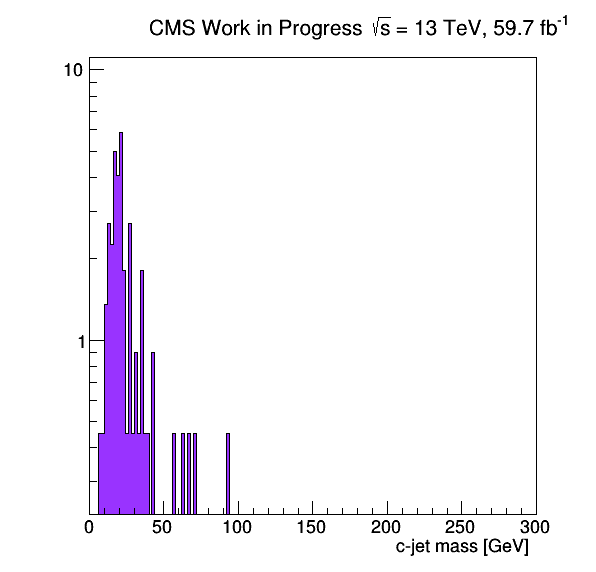 CMS Work in Progress √s = 13 TeV, 59.7 fb⁻¹
10
1
0 50 100 150 200 250 300
c-jet mass [GeV]